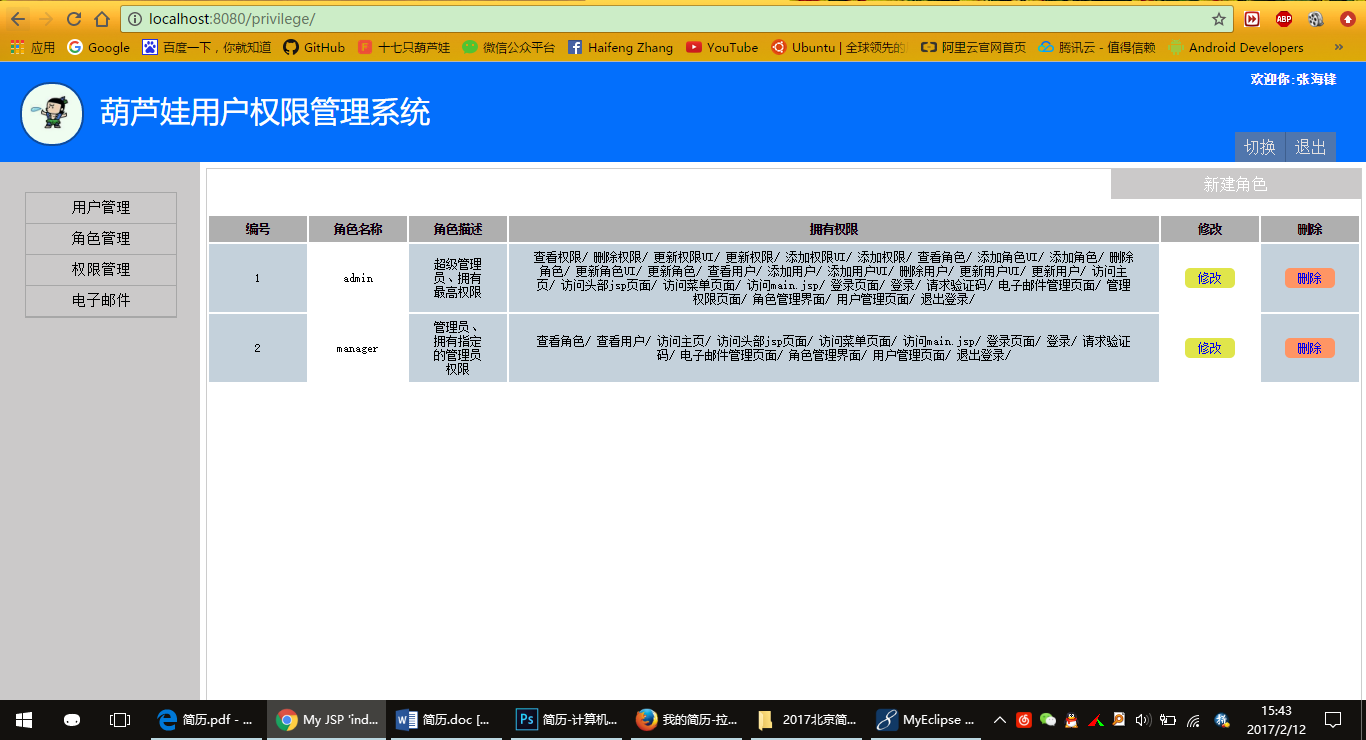 localhost:8080/privilege/
应用 Google 百度一下，你就知道 GitHub 十七只葫芦娃 微信公众平台 Haifeng Zhang YouTube Ubuntu | 全球领先的 阿里云官网首页 腾讯云 - 值得信赖 Android Developers »
ABP
欢迎你:张海锋
葫芦娃用户权限管理系统
切换 退出
用户管理
角色管理
权限管理
电子邮件
新建角色
编号 角色名称 角色描述 拥有权限 修改 删除
1 admin
超级管理
员、拥有
最高权限
查看权限/ 删除权限/ 更新权限UI/ 更新权限/ 添加权限UI/ 添加权限/ 查看角色/ 添加角色UI/ 添加角色/ 删除
角色/ 更新角色UI/ 更新角色/ 查看用户/ 添加用户/ 添加用户UI/ 删除用户/ 更新用户UI/ 更新用户/ 访问主
页/ 访问头部jsp页面/ 访问菜单页面/ 访问main.jsp/ 登录页面/ 登录/ 请求验证码/ 电子邮件管理页面/ 管理
权限页面/ 角色管理界面/ 用户管理页面/ 退出登录/
修改 删除
2 manager
管理员、
拥有指定
的管理员
权限
查看角色/ 查看用户/ 访问主页/ 访问头部jsp页面/ 访问菜单页面/ 访问main.jsp/ 登录页面/ 登录/ 请求验证
码/ 电子邮件管理页面/ 角色管理界面/ 用户管理页面/ 退出登录/
修改 删除
简历.pdf - ... My JSP 'ind... 简历.doc [... Ps 简历-计算机... 我的简历-拉... 2017北京简... MyEclipse ...
15:43
2017/2/12